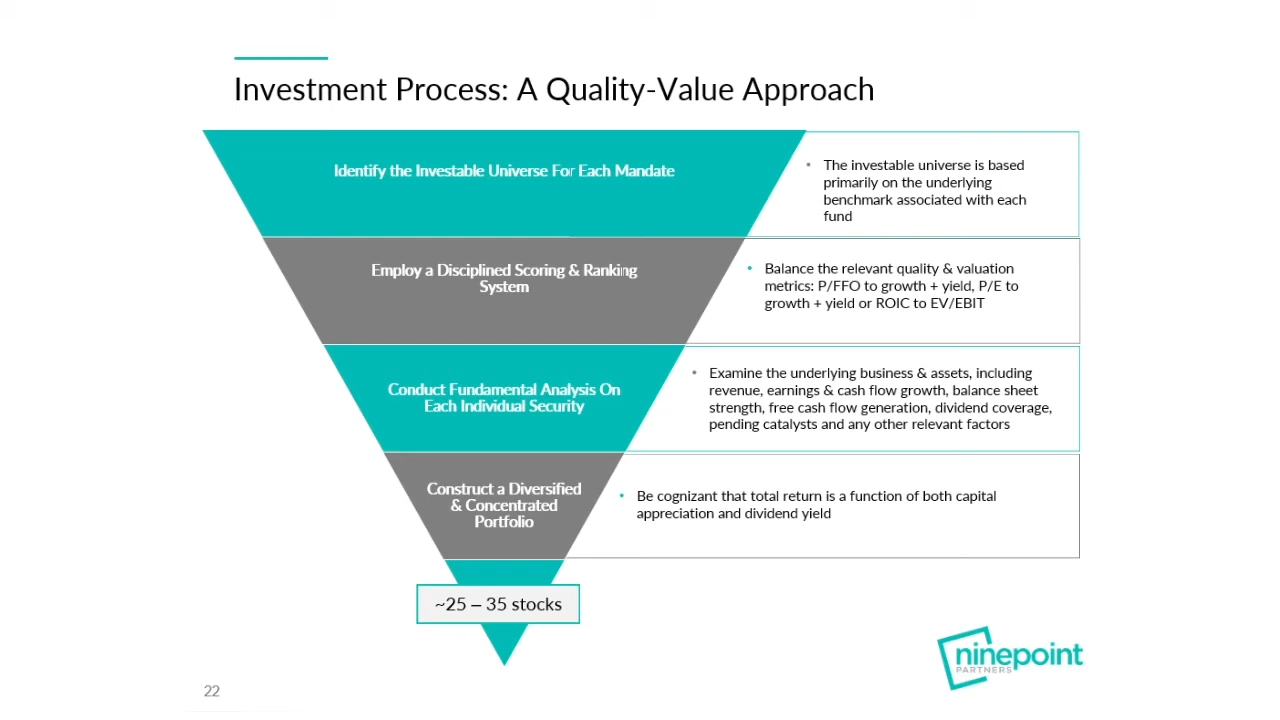 Investment Process: A Quality-Value Approach
Identify the Investable Universe For Each Mandate
• The investable universe is based
primarily on the underlying
benchmark associated with each
fund
Employ a Disciplined Scoring & Ranking
System
• Balance the relevant quality & valuation
metrics: P/FFO to growth + yield, P/E to
growth + yield or ROIC to EV/EBIT
Conduct Fundamental Analysis On
Each Individual Security
• Examine the underlying business & assets, including
revenue, earnings & cash flow growth, balance sheet
strength, free cash flow generation, dividend coverage,
pending catalysts and any other relevant factors
Construct a Diversified
& Concentrated
Portfolio
• Be cognizant that total return is a function of both capital
appreciation and dividend yield
~25 – 35 stocks
ninepoint
PARTNERS
22